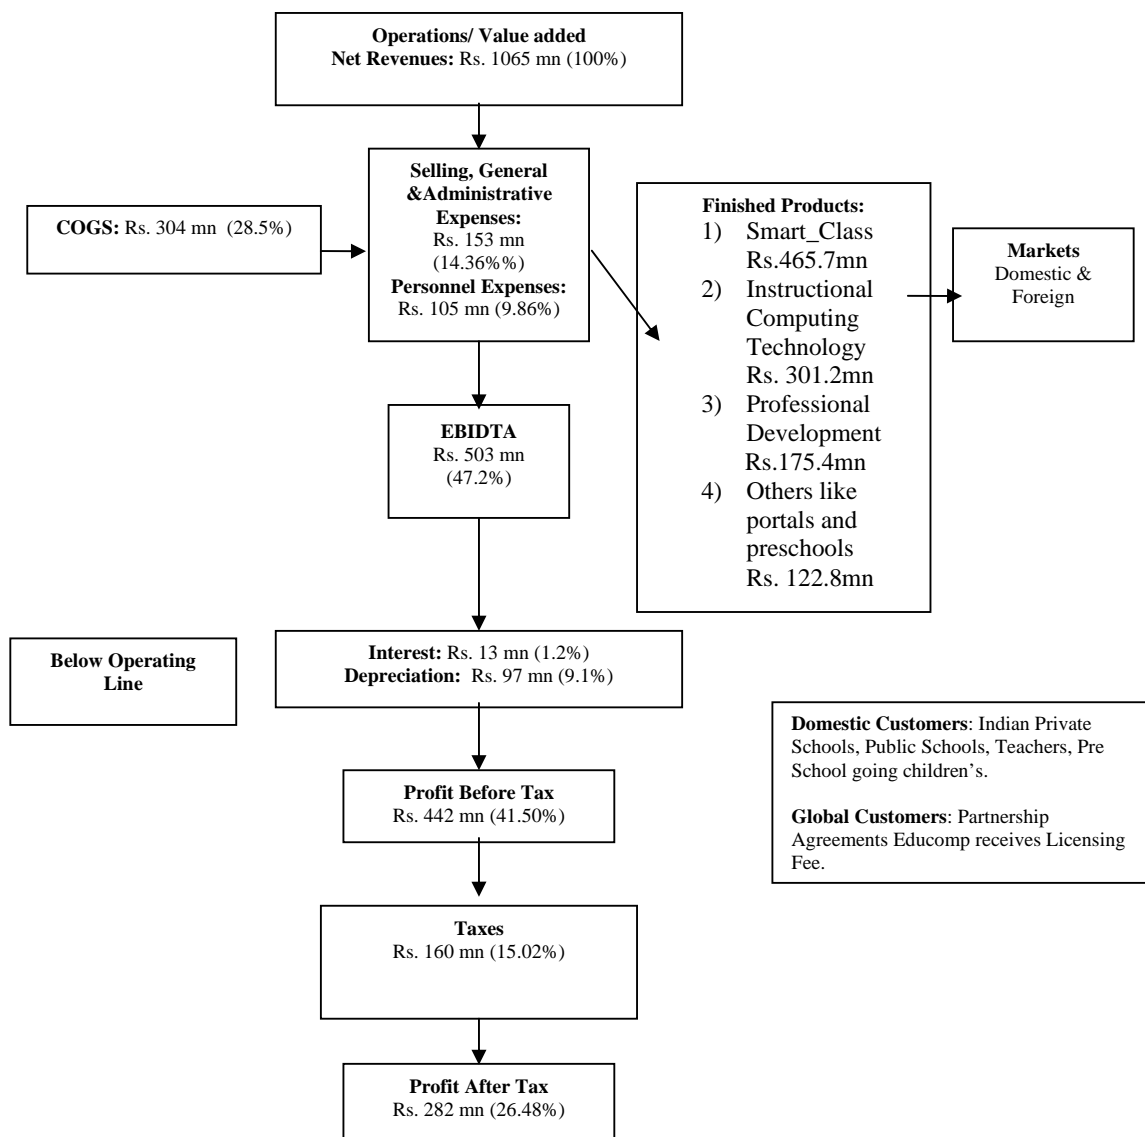 Operations/ Value added
Net Revenues: Rs. 1065 mn (100%)
Selling, General
&Administrative
Expenses:
Rs. 153 mn
(14.36%%)
Personnel Expenses:
Rs. 105 mn (9.86%)
COGS: Rs. 304 mn (28.5%)
Finished Products:
1) Smart_Class
Rs.465.7mn
2) Instructional
Computing
Technology
Rs. 301.2mn
3) Professional
Development
Rs.175.4mn
4) Others like
portals and
preschools
Rs. 122.8mn
Markets
Domestic &
Foreign
EBIDTA
Rs. 503 mn
(47.2%)
Below Operating
Line
Interest: Rs. 13 mn (1.2%)
Depreciation: Rs. 97 mn (9.1%)
Domestic Customers: Indian Private
Schools, Public Schools, Teachers, Pre
School going children’s.
Global Customers: Partnership
Agreements Educomp receives Licensing
Fee.
Profit Before Tax
Rs. 442 mn (41.50%)
Taxes
Rs. 160 mn (15.02%)
Profit After Tax
Rs. 282 mn (26.48%)